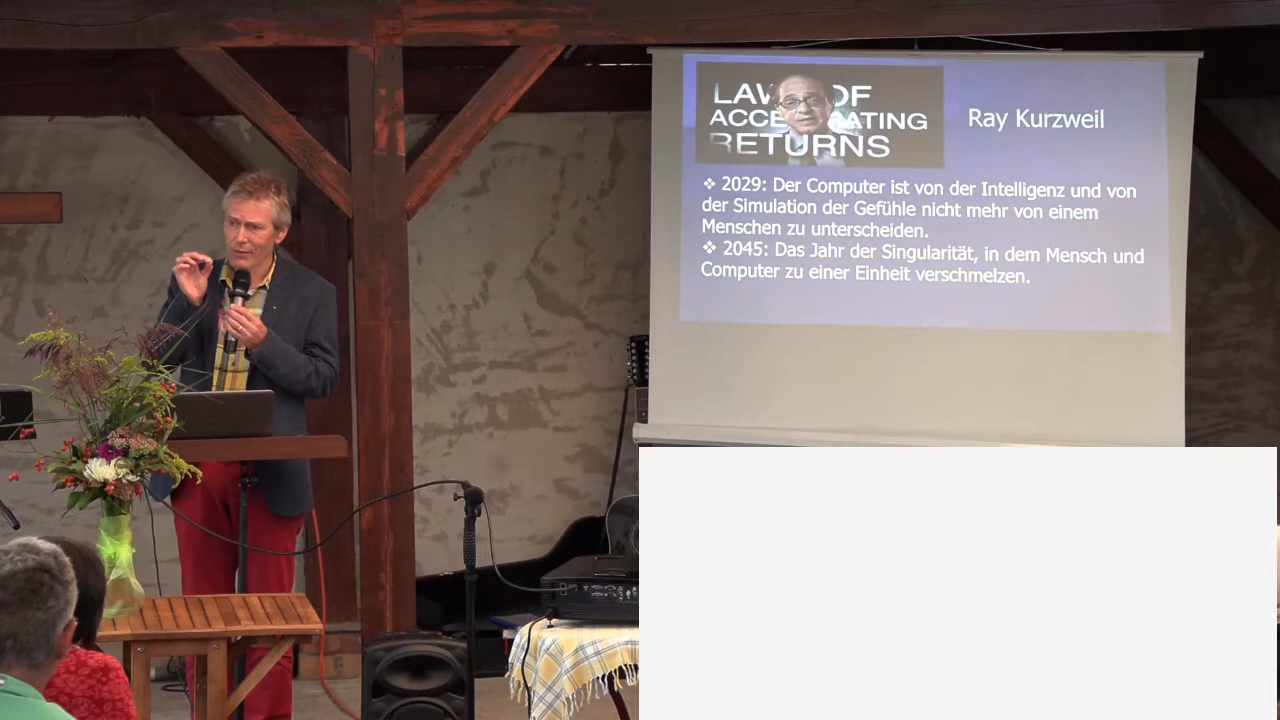 LAW OF
ACCE ATING
RETURNS
Ray Kurzweil
❖ 2029: Der Computer ist von der Intelligenz und von
der Simulation der Gefühle nicht mehr von einem
Menschen zu unterscheiden.
❖ 2045: Das Jahr der Singularität, in dem Mensch und
Computer zu einer Einheit verschmelzen.